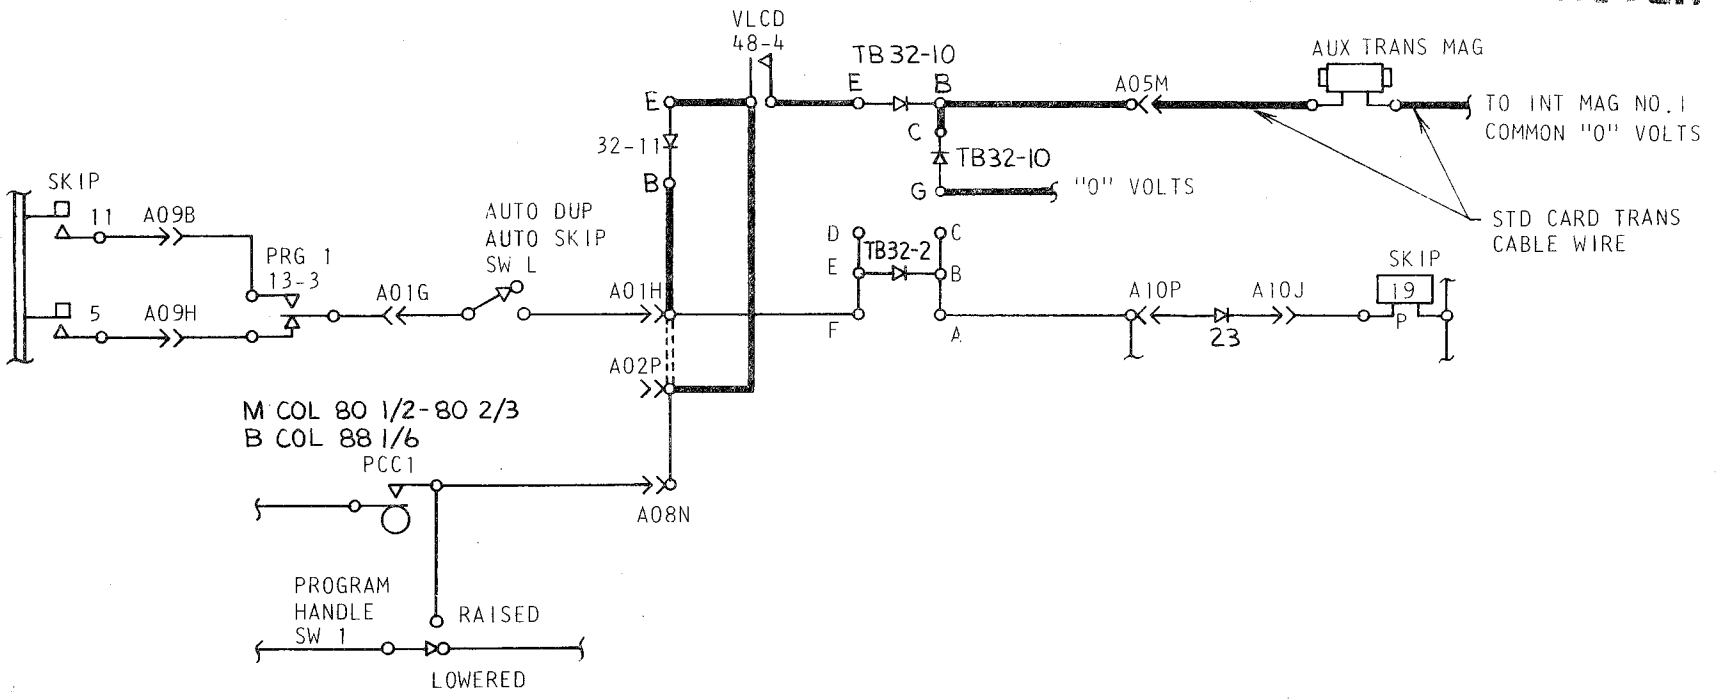 VLCD
48-4
TB 32-10
AUX TRANS MAG
E
E
B
A05M
TO INT MAG NO.1
COMMON "O" VOLTS
32-11
C
TB32-10
B
G
"O" VOLTS
SKIP
11
A09B
AUTO DUP
AUTO SKIP
SW L
STD CARD TRANS
CABLE WIRE
PRG 1
13-3
D
C
TB32-2
E
B
SKIP
5
A09H
A01G
A01H
A10P
A10J
19
F
A
23
P
A02P
M COL 80 1/2-80 2/3
B COL 88 1/6
PCC1
A08N
PROGRAM
HANDLE
SW 1
RAISED
LOWERED